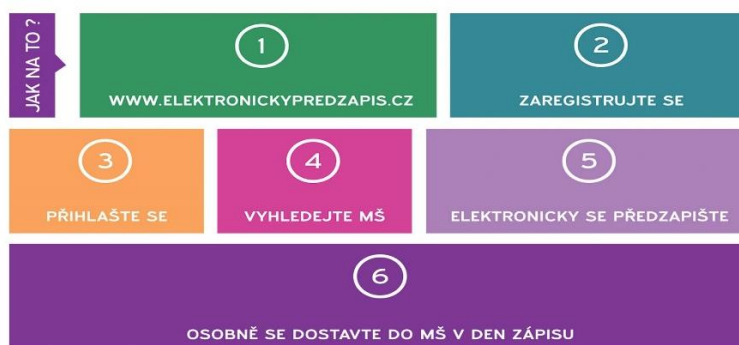 JAK NA TO ?
1
WWW.ELEKTRONICKYPREDZAPIS.CZ
2
ZAREGISTRUJTE SE
3
PŘIHLAŠTE SE
4
VYHLEDEJTE MŠ
5
ELEKTRONICKY SE PŘEDZAPIŠTE
6
OSOBNĚ SE DOSTAVTE DO MŠ V DEN ZÁPISU